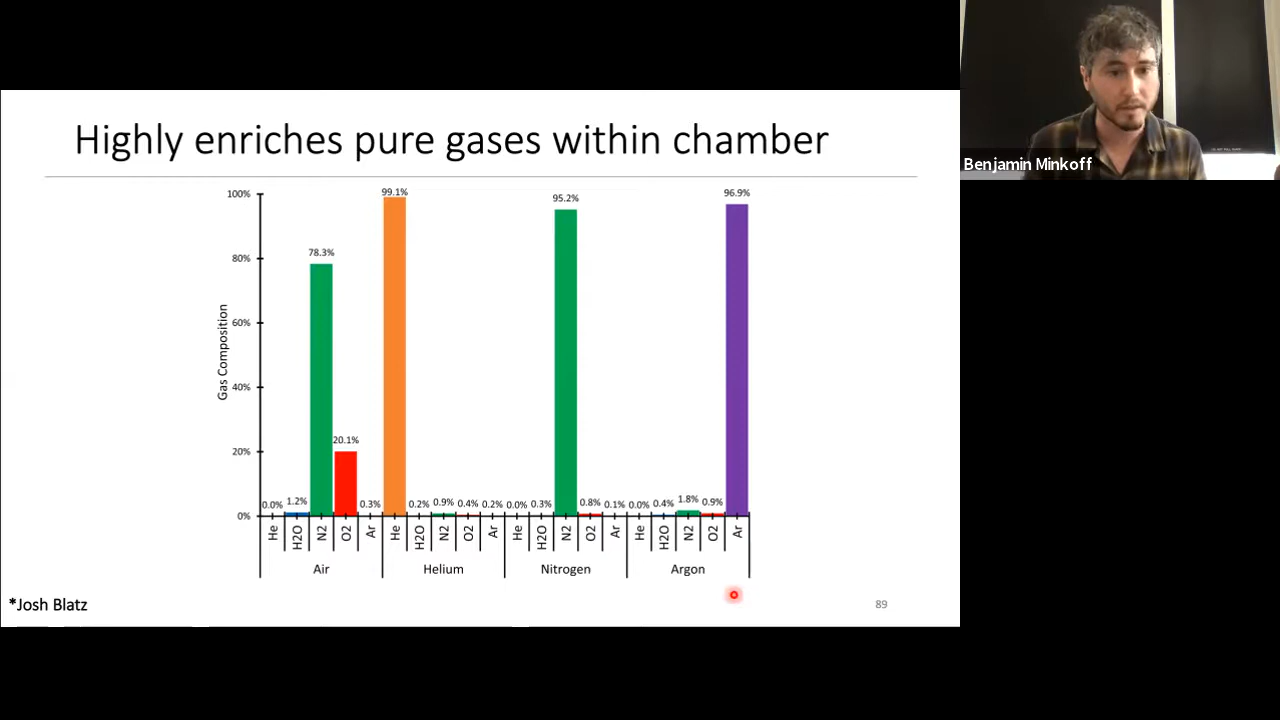 Highly enriches pure gases within chamber
Benjamin Minkoff
Gas Composition
100%
80%
60%
40%
20%
0%
0.0% 1.2% 78.3% 20.1% 0.3% 99.1% 0.2% 0.9% 0.4% 0.2% 0.0% 0.3% 95.2% 0.8% 0.1% 0.0% 0.4% 1.8% 0.9% 96.9%
He H2O N2 O2 Ar He H2O N2 O2 Ar He H2O N2 O2 Ar He H2O N2 O2 Ar
Air Helium Nitrogen Argon
*Josh Blatz
89